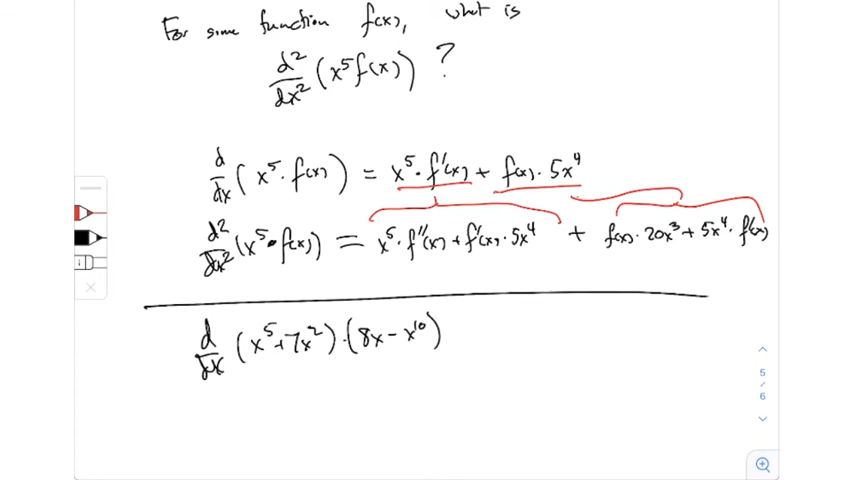 For some function f(x), what is
d²/dx² (x⁵f(x)) ?
d/dx (x⁵·f(x)) = x⁵·f'(x) + f(x)·5x⁴
d²/dx² (x⁵·f(x)) = x⁵·f''(x) + f'(x)·5x⁴ + f(x)·20x³ + 5x⁴·f'(x)
d/dx (x⁵+7x²)·(8x−x¹⁰)
5
/
6